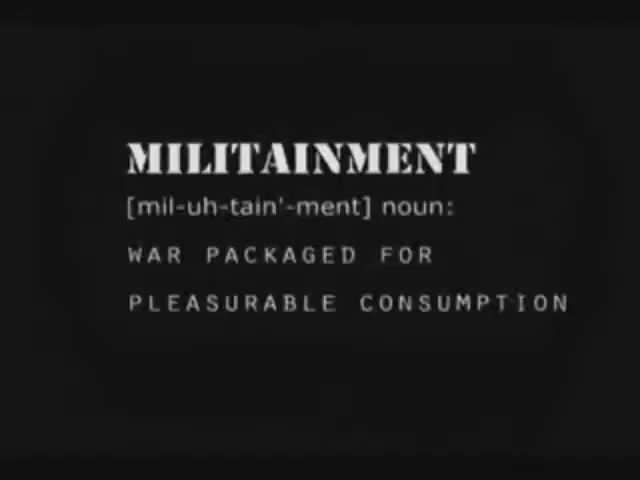 MILITAINMENT
[mil-uh-tain'-ment] noun:
WAR PACKAGED FOR
PLEASURABLE CONSUMPTION